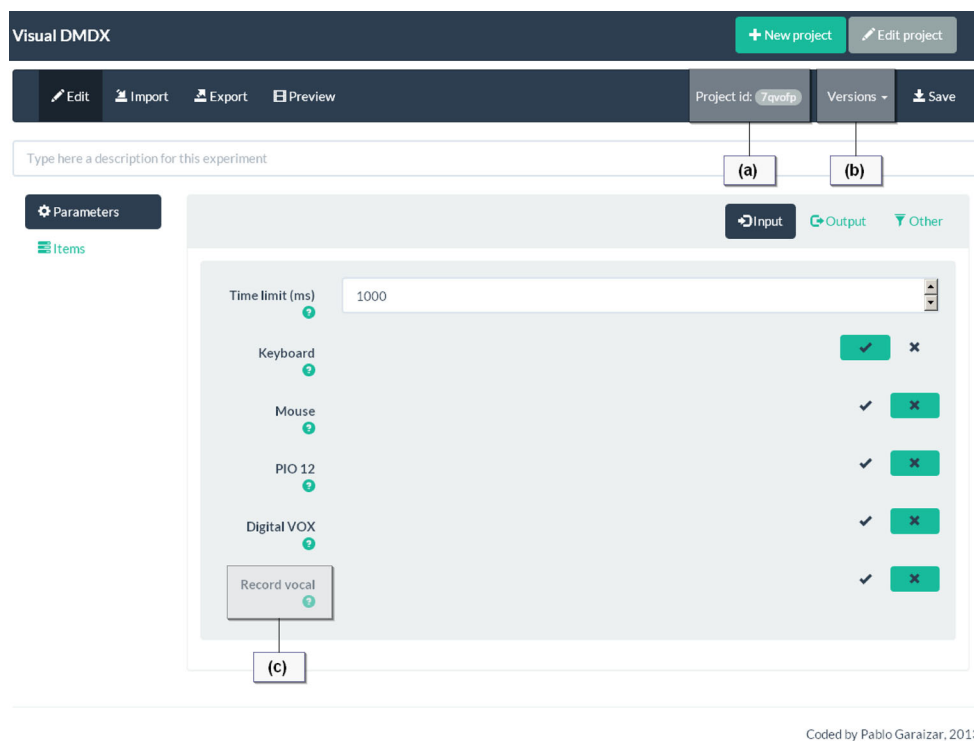 Visual DMDX
New project
Edit project
Edit
Import
Export
Preview
Project id: 7qvofp
Versions
Save
Type here a description for this experiment
(a)
(b)
Parameters
Items
Input
Output
Other
Time limit (ms)
1000
Keyboard
Mouse
PIO 12
Digital VOX
Record vocal
(c)
Coded by Pablo Garaizar,